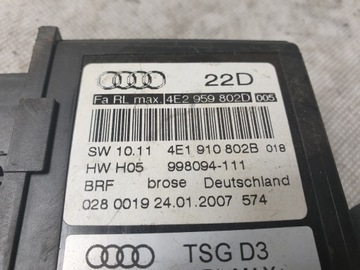 22D
Fa RL max. 4E2 959 802D 005
SW 10.11 4E1 910 802B 018
HW H05 998094-111
BRF brose Deutschland
028 0019 24.01.2007 574
TSG D3